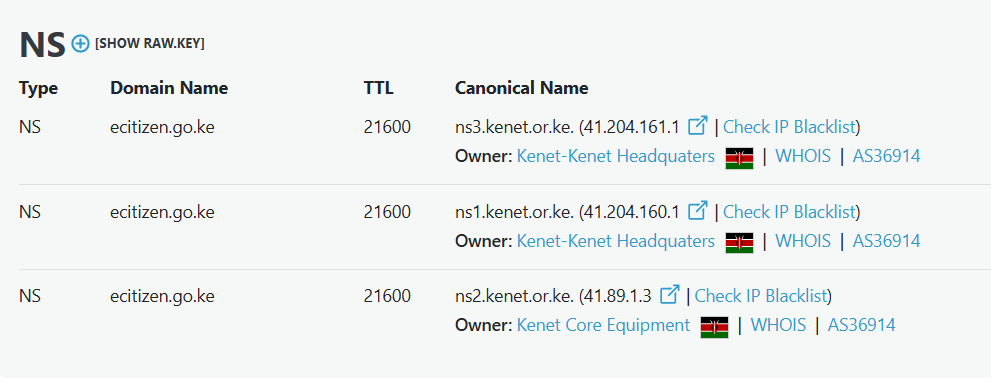 NS [SHOW RAW.KEY]
Type Domain Name TTL Canonical Name
NS ecitizen.go.ke 21600 ns3.kenet.or.ke. (41.204.161.1 | Check IP Blacklist)
Owner: Kenet-Kenet Headquaters | WHOIS | AS36914
NS ecitizen.go.ke 21600 ns1.kenet.or.ke. (41.204.160.1 | Check IP Blacklist)
Owner: Kenet-Kenet Headquaters | WHOIS | AS36914
NS ecitizen.go.ke 21600 ns2.kenet.or.ke. (41.89.1.3 | Check IP Blacklist)
Owner: Kenet Core Equipment | WHOIS | AS36914